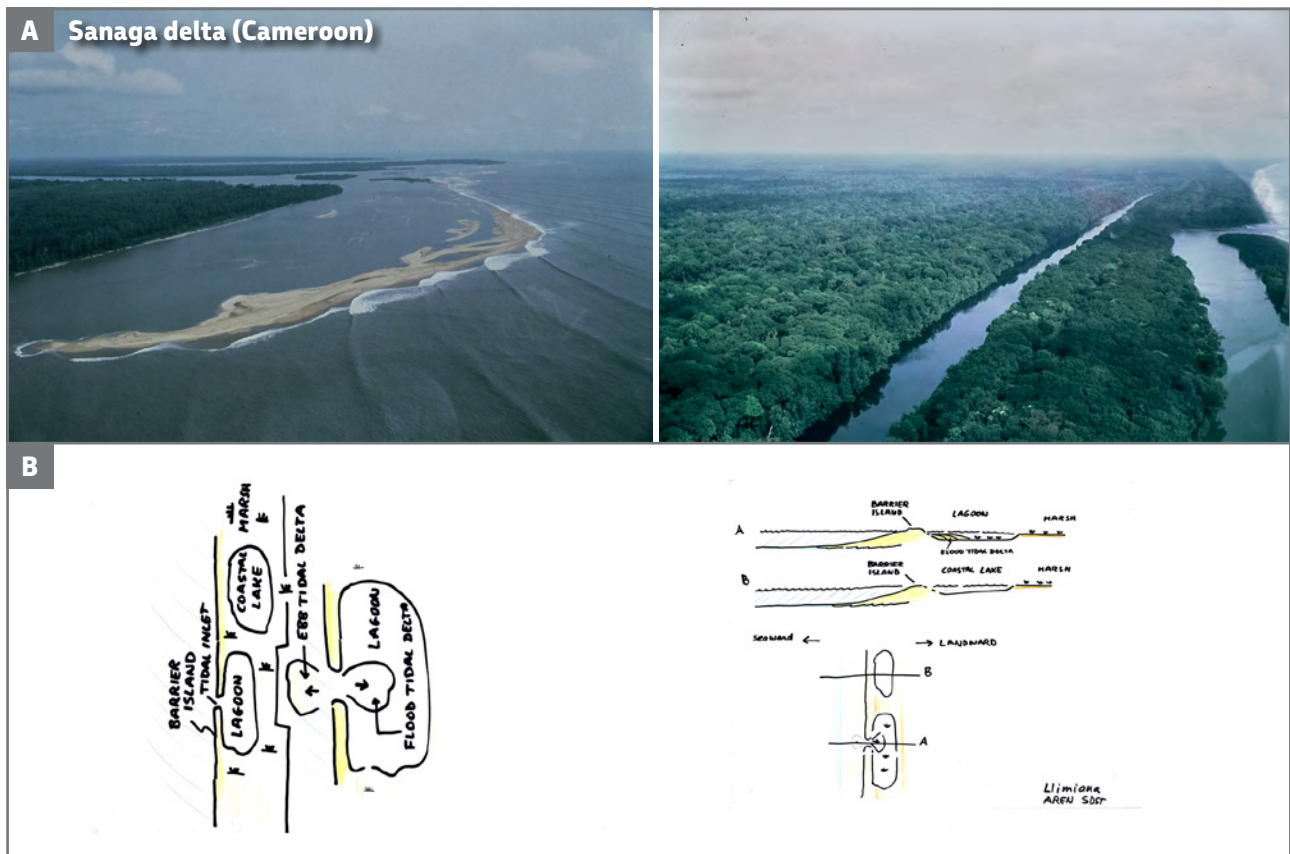 A Sanaga delta (Cameroon)
B
MARSH
COASTAL
LAKE
EBB TIDAL DELTA
BARRIER
ISLAND
TIDAL INLET
LAGOON
LAGOON
FLOOD TIDAL DELTA
A
BARRIER
ISLAND
LAGOON
MARSH
FLOOD TIDAL DELTA
B
BARRIER
ISLAND
COASTAL LAKE
MARSH
seaward
LANDWARD
B
A
Llimiana
AREN SDST